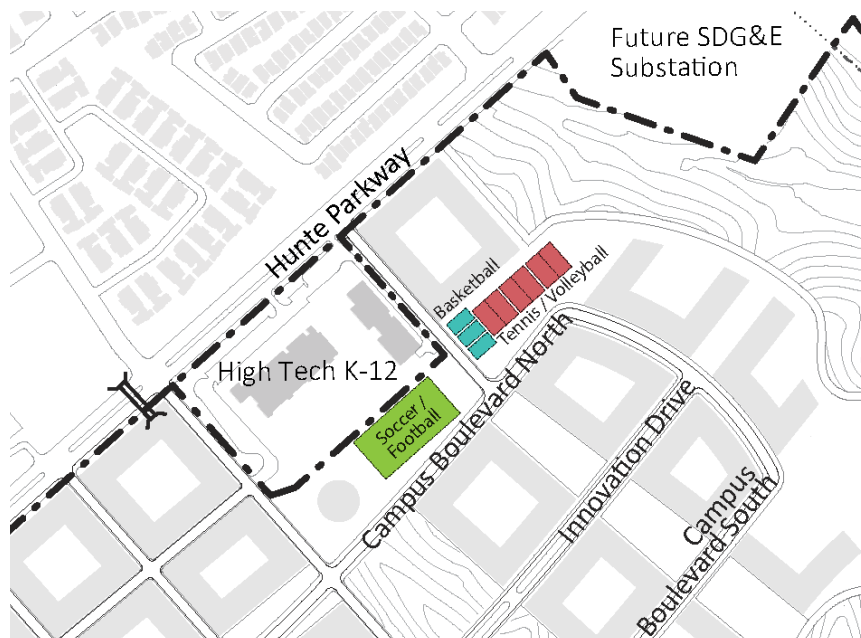 Future SDG&E
Substation
Hunte Parkway
Basketball
Tennis / Volleyball
High Tech K-12
Soccer /
Football
Campus Boulevard North
Innovation Drive
Campus
Boulevard South